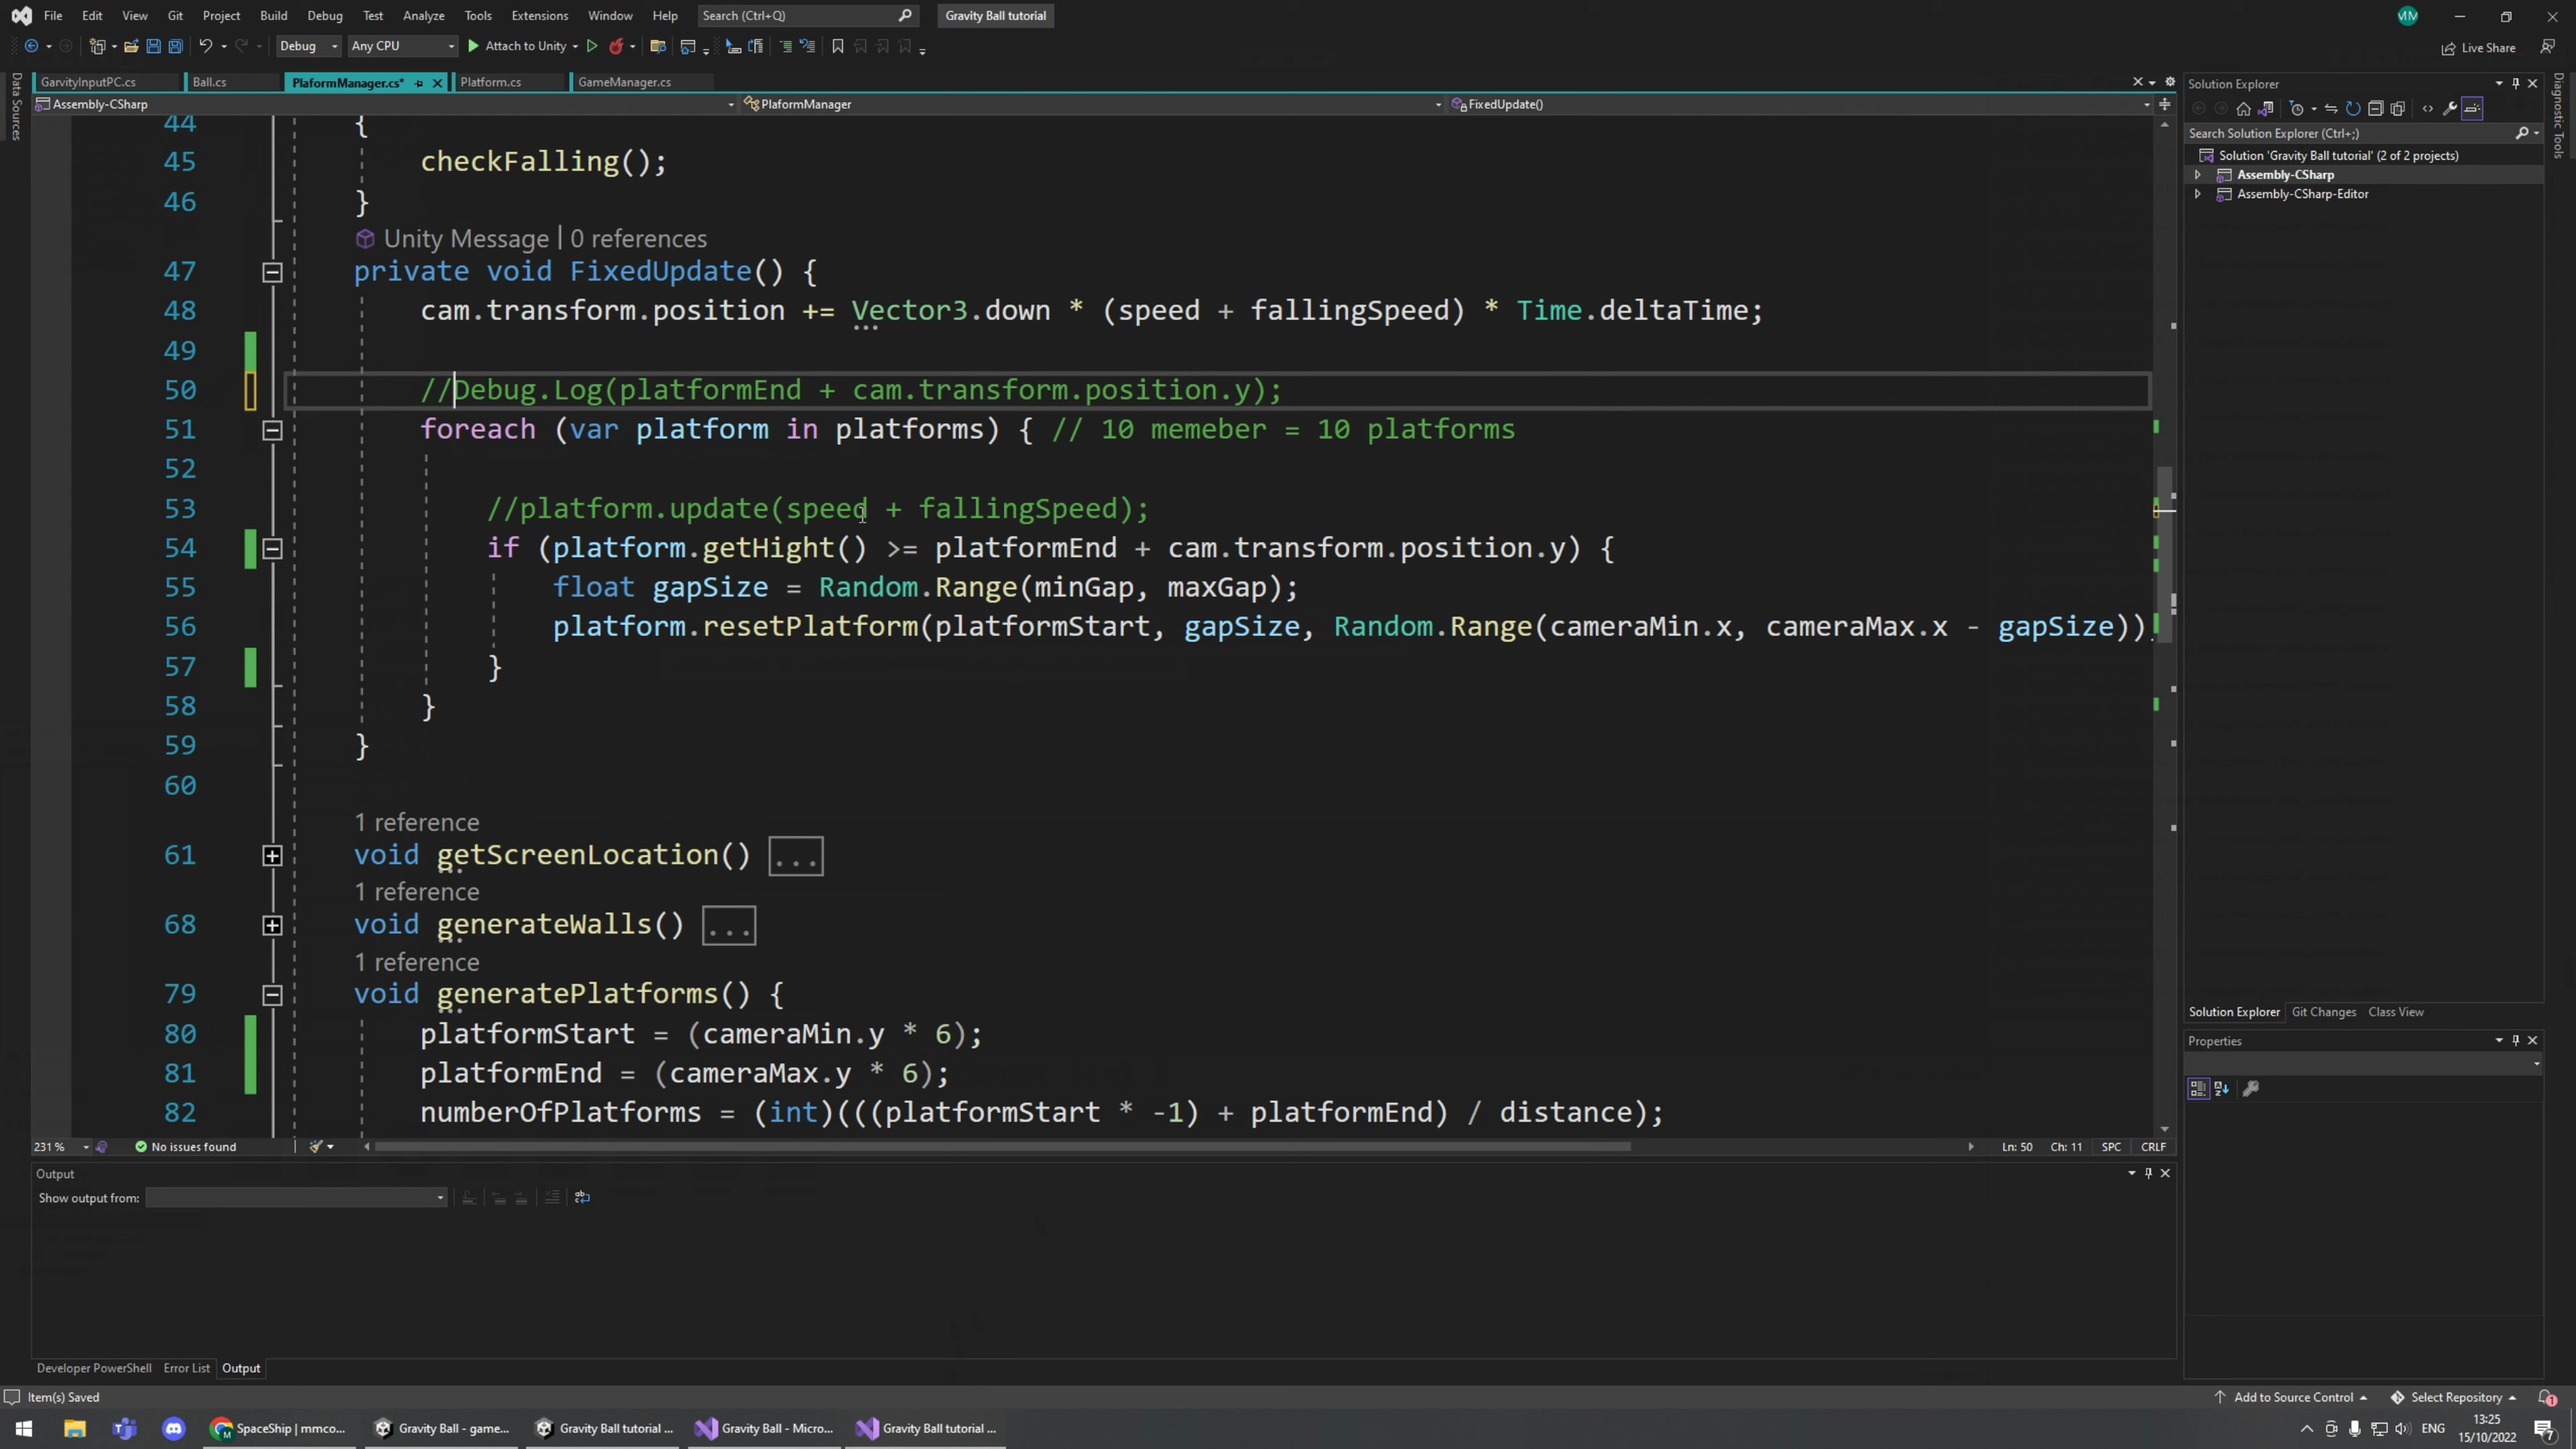 File Edit View Git Project Build Debug Test Analyze Tools Extensions Window Help Search (Ctrl+Q) Gravity Ball tutorial MM
Debug Any CPU Attach to Unity Live Share
GarvityInputPC.cs Ball.cs PlaformManager.cs* Platform.cs GameManager.cs
Assembly-CSharp PlaformManager FixedUpdate()
Data Sources
Diagnostic Tools
44 {
45 checkFalling();
46 }
Unity Message | 0 references
47 private void FixedUpdate() {
48 cam.transform.position += Vector3.down * (speed + fallingSpeed) * Time.deltaTime;
49
50 //Debug.Log(platformEnd + cam.transform.position.y);
51 foreach (var platform in platforms) { // 10 memeber = 10 platforms
52
53 //platform.update(speed + fallingSpeed);
54 if (platform.getHight() >= platformEnd + cam.transform.position.y) {
55 float gapSize = Random.Range(minGap, maxGap);
56 platform.resetPlatform(platformStart, gapSize, Random.Range(cameraMin.x, cameraMax.x - gapSize))
57 }
58 }
59 }
60
1 reference
61 void getScreenLocation() ...
1 reference
68 void generateWalls() ...
1 reference
79 void generatePlatforms() {
80 platformStart = (cameraMin.y * 6);
81 platformEnd = (cameraMax.y * 6);
82 numberOfPlatforms = (int)(((platformStart * -1) + platformEnd) / distance);
231 % No issues found Ln: 50 Ch: 11 SPC CRLF
Output
Show output from:
Developer PowerShell Error List Output
Solution Explorer
Search Solution Explorer (Ctrl+;)
Solution 'Gravity Ball tutorial' (2 of 2 projects)
Assembly-CSharp
Assembly-CSharp-Editor
Solution Explorer Git Changes Class View
Properties
Item(s) Saved Add to Source Control Select Repository 1
SpaceShip | mmco... Gravity Ball - game... Gravity Ball tutorial ... Gravity Ball - Micro... Gravity Ball tutorial ... ENG 13:25
15/10/2022 7